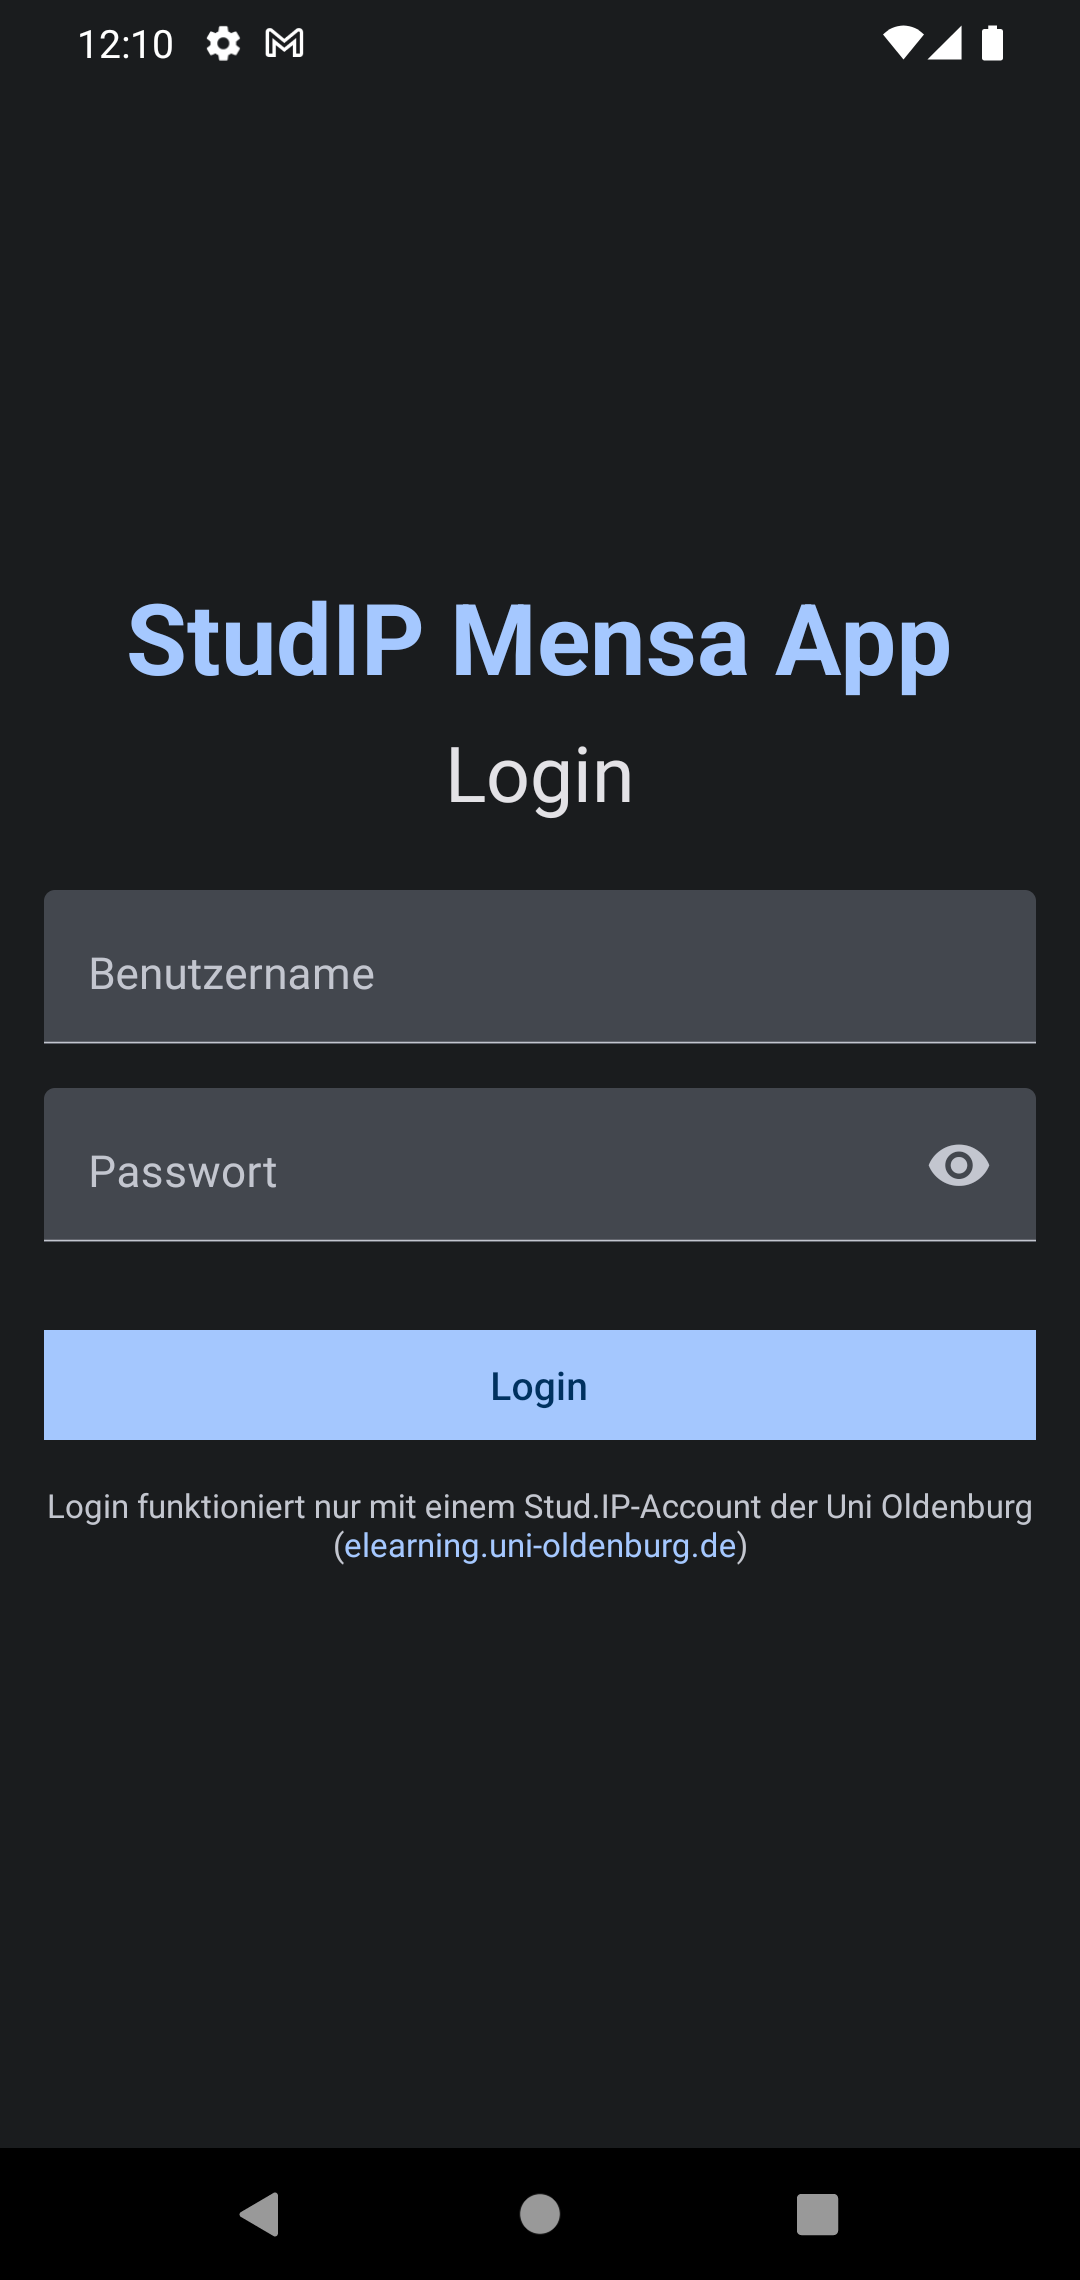 12:10
StudIP Mensa App
Login
Benutzername
Passwort
Login
Login funktioniert nur mit einem Stud.IP-Account der Uni Oldenburg
(elearning.uni-oldenburg.de)